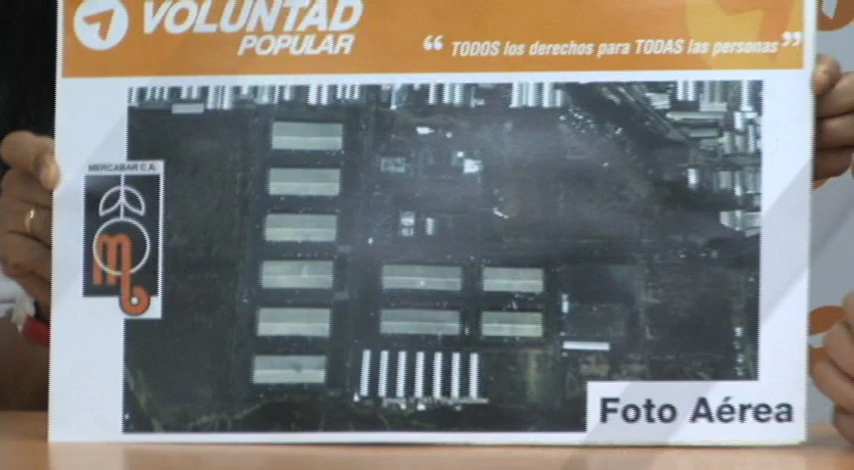 VOLUNTAD
POPULAR
“ TODOS los derechos para TODAS las personas ”
MERCABAR C.A.
m
Foto Aérea